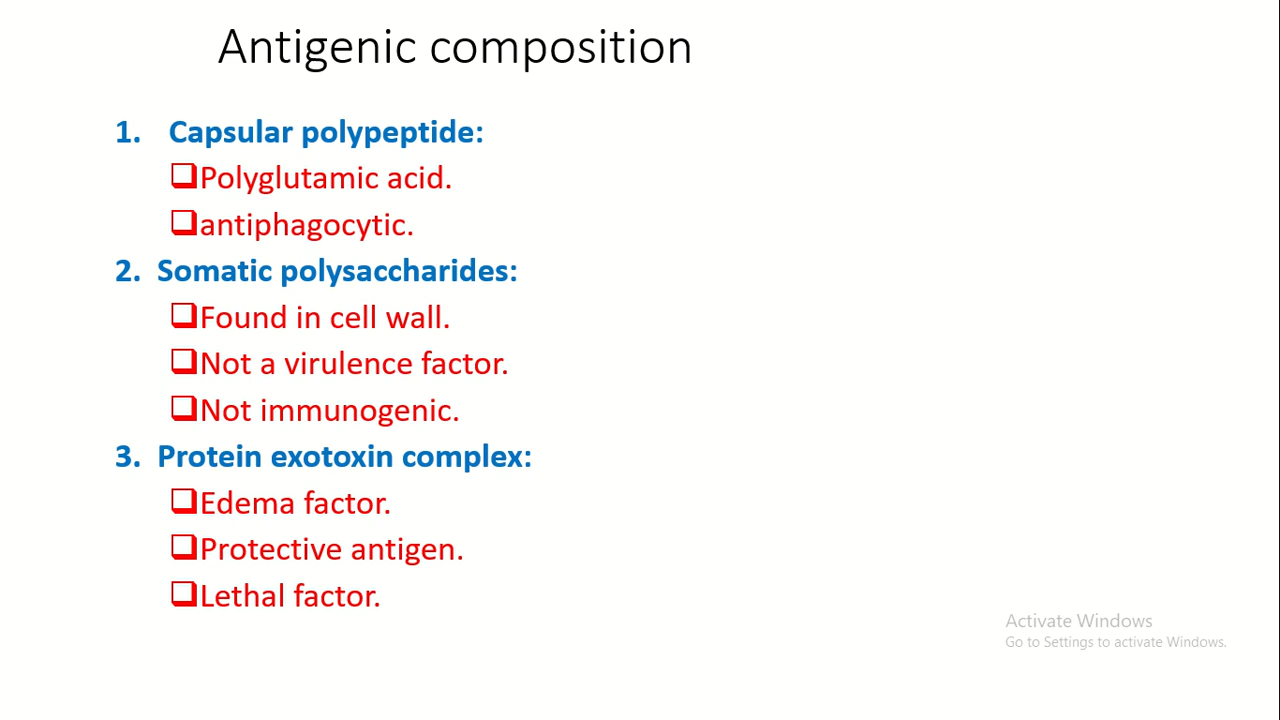 Antigenic composition
1. Capsular polypeptide:
❑Polyglutamic acid.
❑antiphagocytic.
2. Somatic polysaccharides:
❑Found in cell wall.
❑Not a virulence factor.
❑Not immunogenic.
3. Protein exotoxin complex:
❑Edema factor.
❑Protective antigen.
❑Lethal factor.
Activate Windows
Go to Settings to activate Windows.